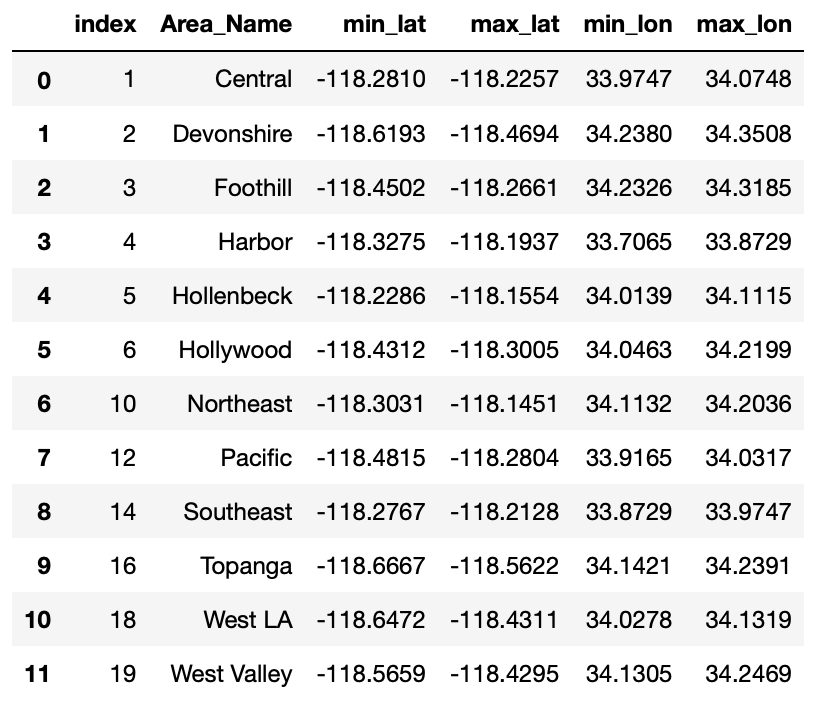 index Area_Name min_lat max_lat min_lon max_lon
0 1 Central -118.2810 -118.2257 33.9747 34.0748
1 2 Devonshire -118.6193 -118.4694 34.2380 34.3508
2 3 Foothill -118.4502 -118.2661 34.2326 34.3185
3 4 Harbor -118.3275 -118.1937 33.7065 33.8729
4 5 Hollenbeck -118.2286 -118.1554 34.0139 34.1115
5 6 Hollywood -118.4312 -118.3005 34.0463 34.2199
6 10 Northeast -118.3031 -118.1451 34.1132 34.2036
7 12 Pacific -118.4815 -118.2804 33.9165 34.0317
8 14 Southeast -118.2767 -118.2128 33.8729 33.9747
9 16 Topanga -118.6667 -118.5622 34.1421 34.2391
10 18 West LA -118.6472 -118.4311 34.0278 34.1319
11 19 West Valley -118.5659 -118.4295 34.1305 34.2469